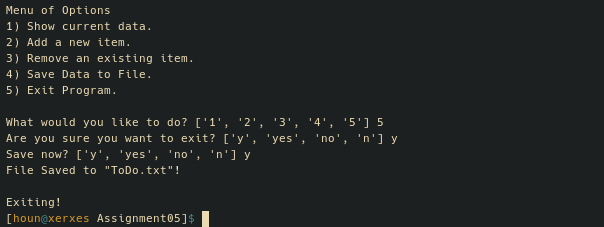 Menu of Options
1) Show current data.
2) Add a new item.
3) Remove an existing item.
4) Save Data to File.
5) Exit Program.
What would you like to do? ['1', '2', '3', '4', '5'] 5
Are you sure you want to exit? ['y', 'yes', 'no', 'n'] y
Save now? ['y', 'yes', 'no', 'n'] y
File Saved to "ToDo.txt"!
Exiting!
[houn@xerxes Assignment05]$